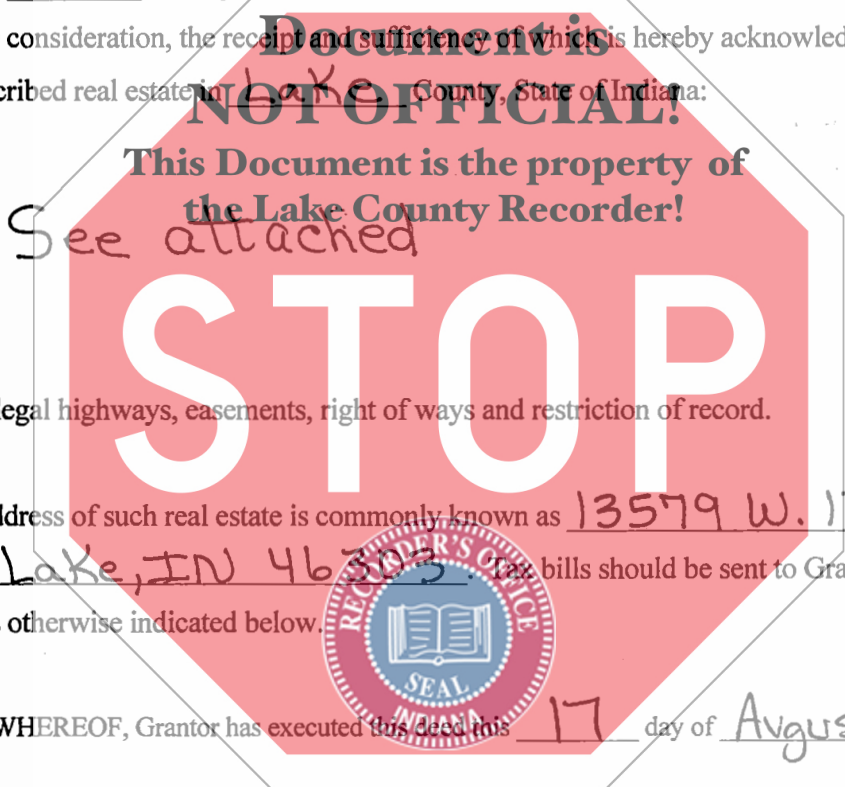 consideration, the receipt and sufficiency of which is hereby acknowled
Document is
cribed real estate in Lake County, State of Indiana:
NOT OFFICIAL!
This Document is the property of
the Lake County Recorder!
See attached
STOP
legal highways, easements, right of ways and restriction of record.
ddress of such real estate is commonly known as 13579 W. 1
Lake, IN 46303. Tax bills should be sent to Gra
otherwise indicated below.
RECORDER'S OFFICE
SEAL
INDIANA
WHEREOF, Grantor has executed this deed this 17 day of Augus